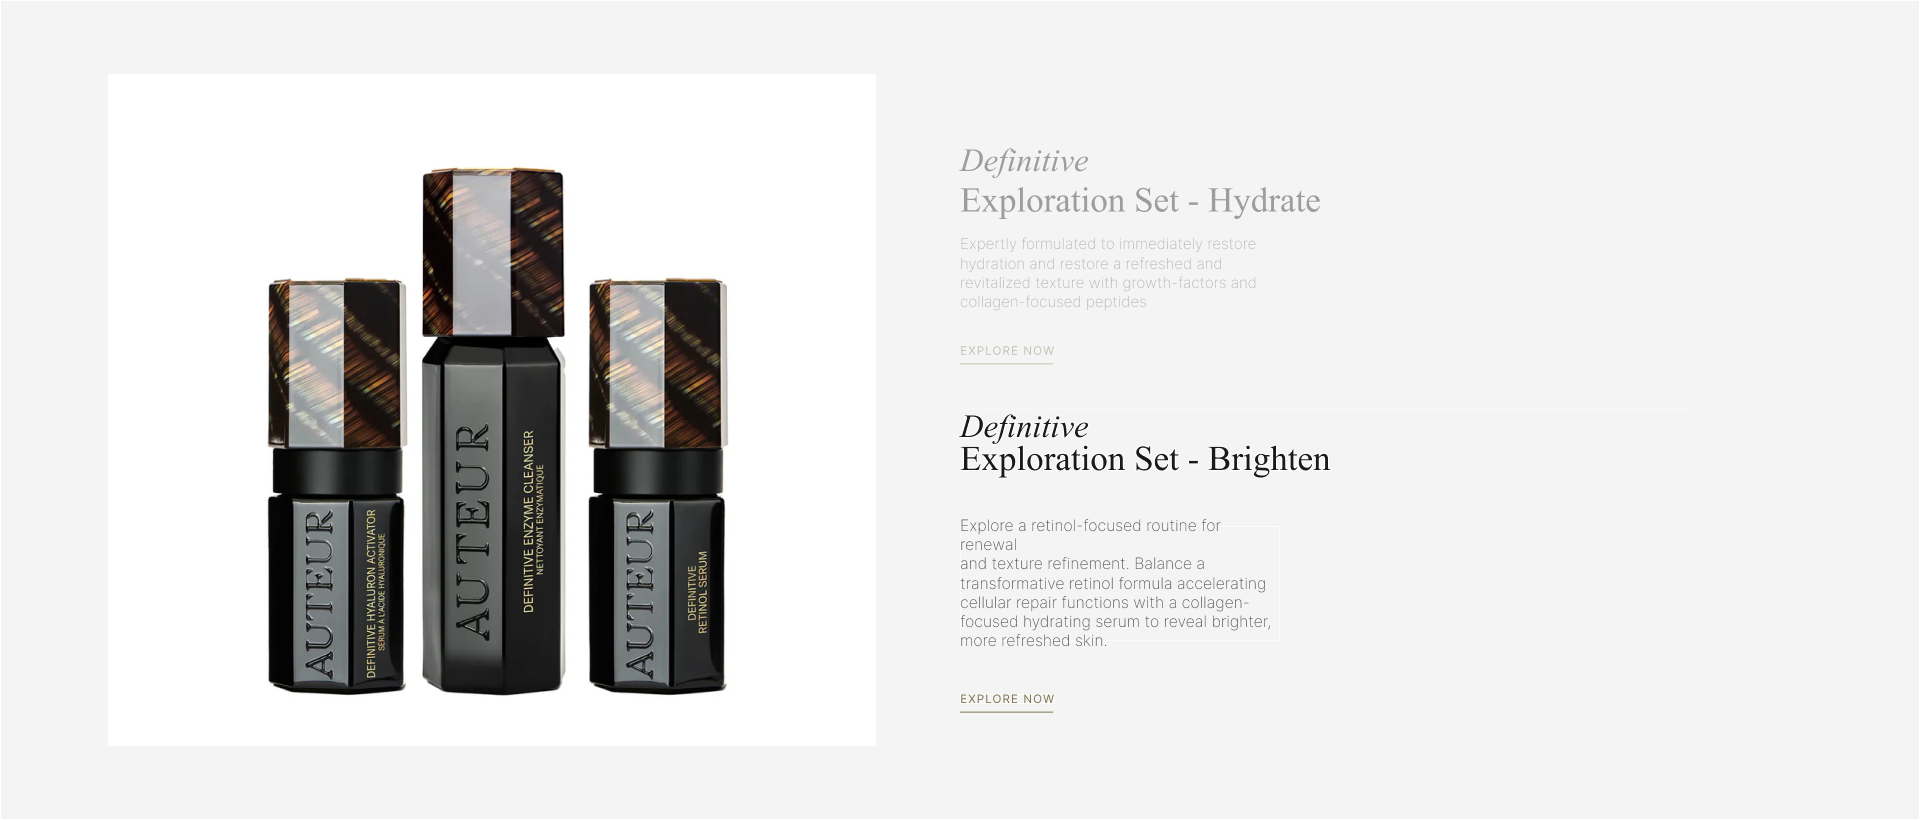 AUTEUR
DEFINITIVE HYALURON ACTIVATOR
SERUM À L'ACIDE HYALURONIQUE
AUTEUR
DEFINITIVE ENZYME CLEANSER
NETTOYANT ENZYMATIQUE
AUTEUR
DEFINITIVE
RETINOL SERUM
Definitive
Exploration Set - Hydrate
Expertly formulated to immediately restore
hydration and restore a refreshed and
revitalized texture with growth-factors and
collagen-focused peptides
EXPLORE NOW
Definitive
Exploration Set - Brighten
Explore a retinol-focused routine for
renewal
and texture refinement. Balance a
transformative retinol formula accelerating
cellular repair functions with a collagen-
focused hydrating serum to reveal brighter,
more refreshed skin.
EXPLORE NOW